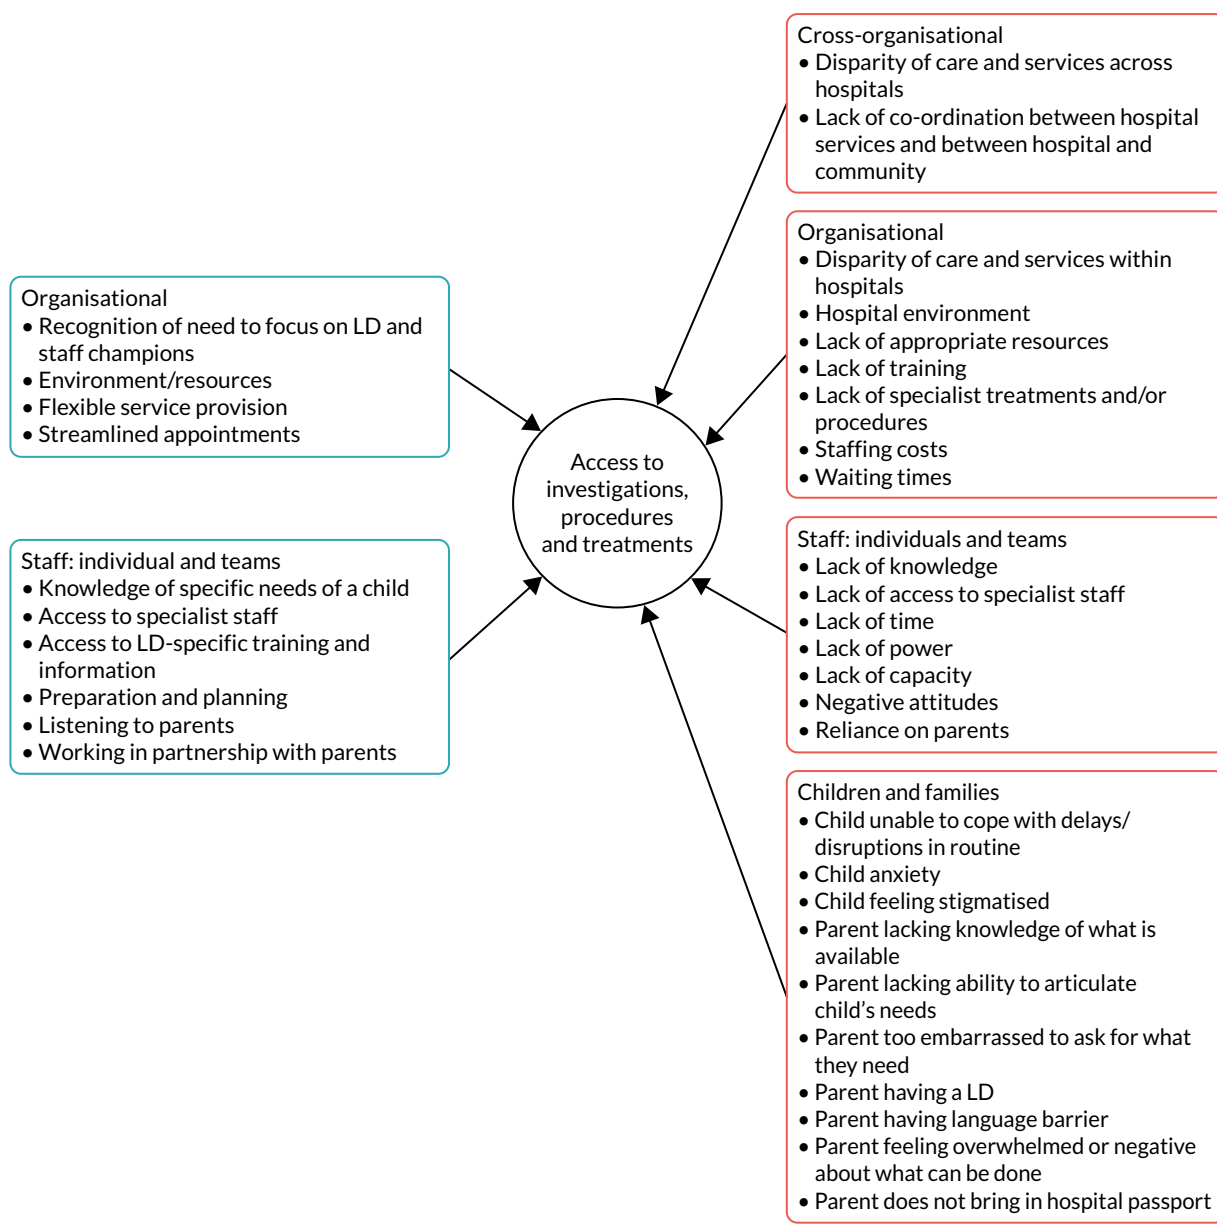 Organisational
• Recognition of need to focus on LD and
staff champions
• Environment/resources
• Flexible service provision
• Streamlined appointments
Staff: individual and teams
• Knowledge of specific needs of a child
• Access to specialist staff
• Access to LD-specific training and
information
• Preparation and planning
• Listening to parents
• Working in partnership with parents
Access to
investigations,
procedures
and treatments
Cross-organisational
• Disparity of care and services across
hospitals
• Lack of co-ordination between hospital
services and between hospital and
community
Organisational
• Disparity of care and services within
hospitals
• Hospital environment
• Lack of appropriate resources
• Lack of training
• Lack of specialist treatments and/or
procedures
• Staffing costs
• Waiting times
Staff: individuals and teams
• Lack of knowledge
• Lack of access to specialist staff
• Lack of time
• Lack of power
• Lack of capacity
• Negative attitudes
• Reliance on parents
Children and families
• Child unable to cope with delays/
disruptions in routine
• Child anxiety
• Child feeling stigmatised
• Parent lacking knowledge of what is
available
• Parent lacking ability to articulate
child’s needs
• Parent too embarrassed to ask for what
they need
• Parent having a LD
• Parent having language barrier
• Parent feeling overwhelmed or negative
about what can be done
• Parent does not bring in hospital passport